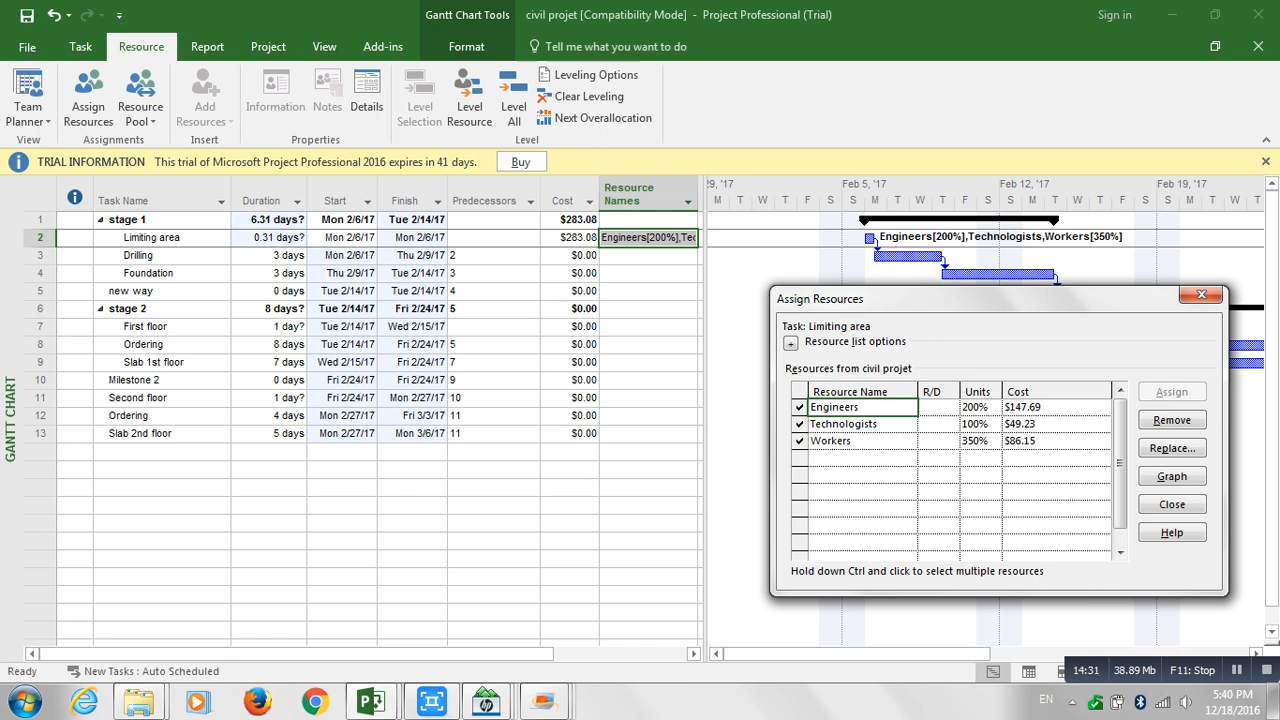 Gantt Chart Tools civil projet [Compatibility Mode] - Project Professional (Trial) Sign in
File Task Resource Report Project View Add-ins Format Tell me what you want to do
Team Planner Assign Resources Resource Pool Add Resources Information Notes Details Level Selection Level Resource Level All
Leveling Options
Clear Leveling
Next Overallocation
View Assignments Insert Properties Level
TRIAL INFORMATION This trial of Microsoft Project Professional 2016 expires in 41 days. Buy
29, '17 Feb 5, '17 Feb 12, '17 Feb 19, '17
Task Name Duration Start Finish Predecessors Cost Resource Names M T W T F S S M T W T F S S M T W T F S S M T W T
1 stage 1 6.31 days? Mon 2/6/17 Tue 2/14/17 $283.08
2 Limiting area 0.31 days? Mon 2/6/17 Mon 2/6/17 $283.08 Engineers[200%],Tec Engineers[200%],Technologists,Workers[350%]
3 Drilling 3 days Mon 2/6/17 Thu 2/9/17 2 $0.00
4 Foundation 3 days Thu 2/9/17 Tue 2/14/17 3 $0.00
5 new way 0 days Tue 2/14/17 Tue 2/14/17 4 $0.00
6 stage 2 8 days? Tue 2/14/17 Fri 2/24/17 5 $0.00
7 First floor 1 day? Tue 2/14/17 Wed 2/15/17 $0.00
8 Ordering 8 days Tue 2/14/17 Fri 2/24/17 5 $0.00
9 Slab 1st floor 7 days Wed 2/15/17 Fri 2/24/17 7 $0.00
10 Milestone 2 0 days Fri 2/24/17 Fri 2/24/17 9 $0.00
11 Second floor 1 day? Fri 2/24/17 Mon 2/27/17 10 $0.00
12 Ordering 4 days Mon 2/27/17 Fri 3/3/17 11 $0.00
13 Slab 2nd floor 5 days Mon 2/27/17 Mon 3/6/17 11 $0.00
GANTT CHART
Assign Resources
Task: Limiting area
+ Resource list options
Resources from civil projet
Resource Name R/D Units Cost Assign
Engineers 200% $147.69
Technologists 100% $49.23 Remove
Workers 350% $86.15 Replace...
Graph
Close
Help
Hold down Ctrl and click to select multiple resources
Ready New Tasks : Auto Scheduled
14:31 38.89 Mb F11: Stop
EN 5:40 PM
12/18/2016